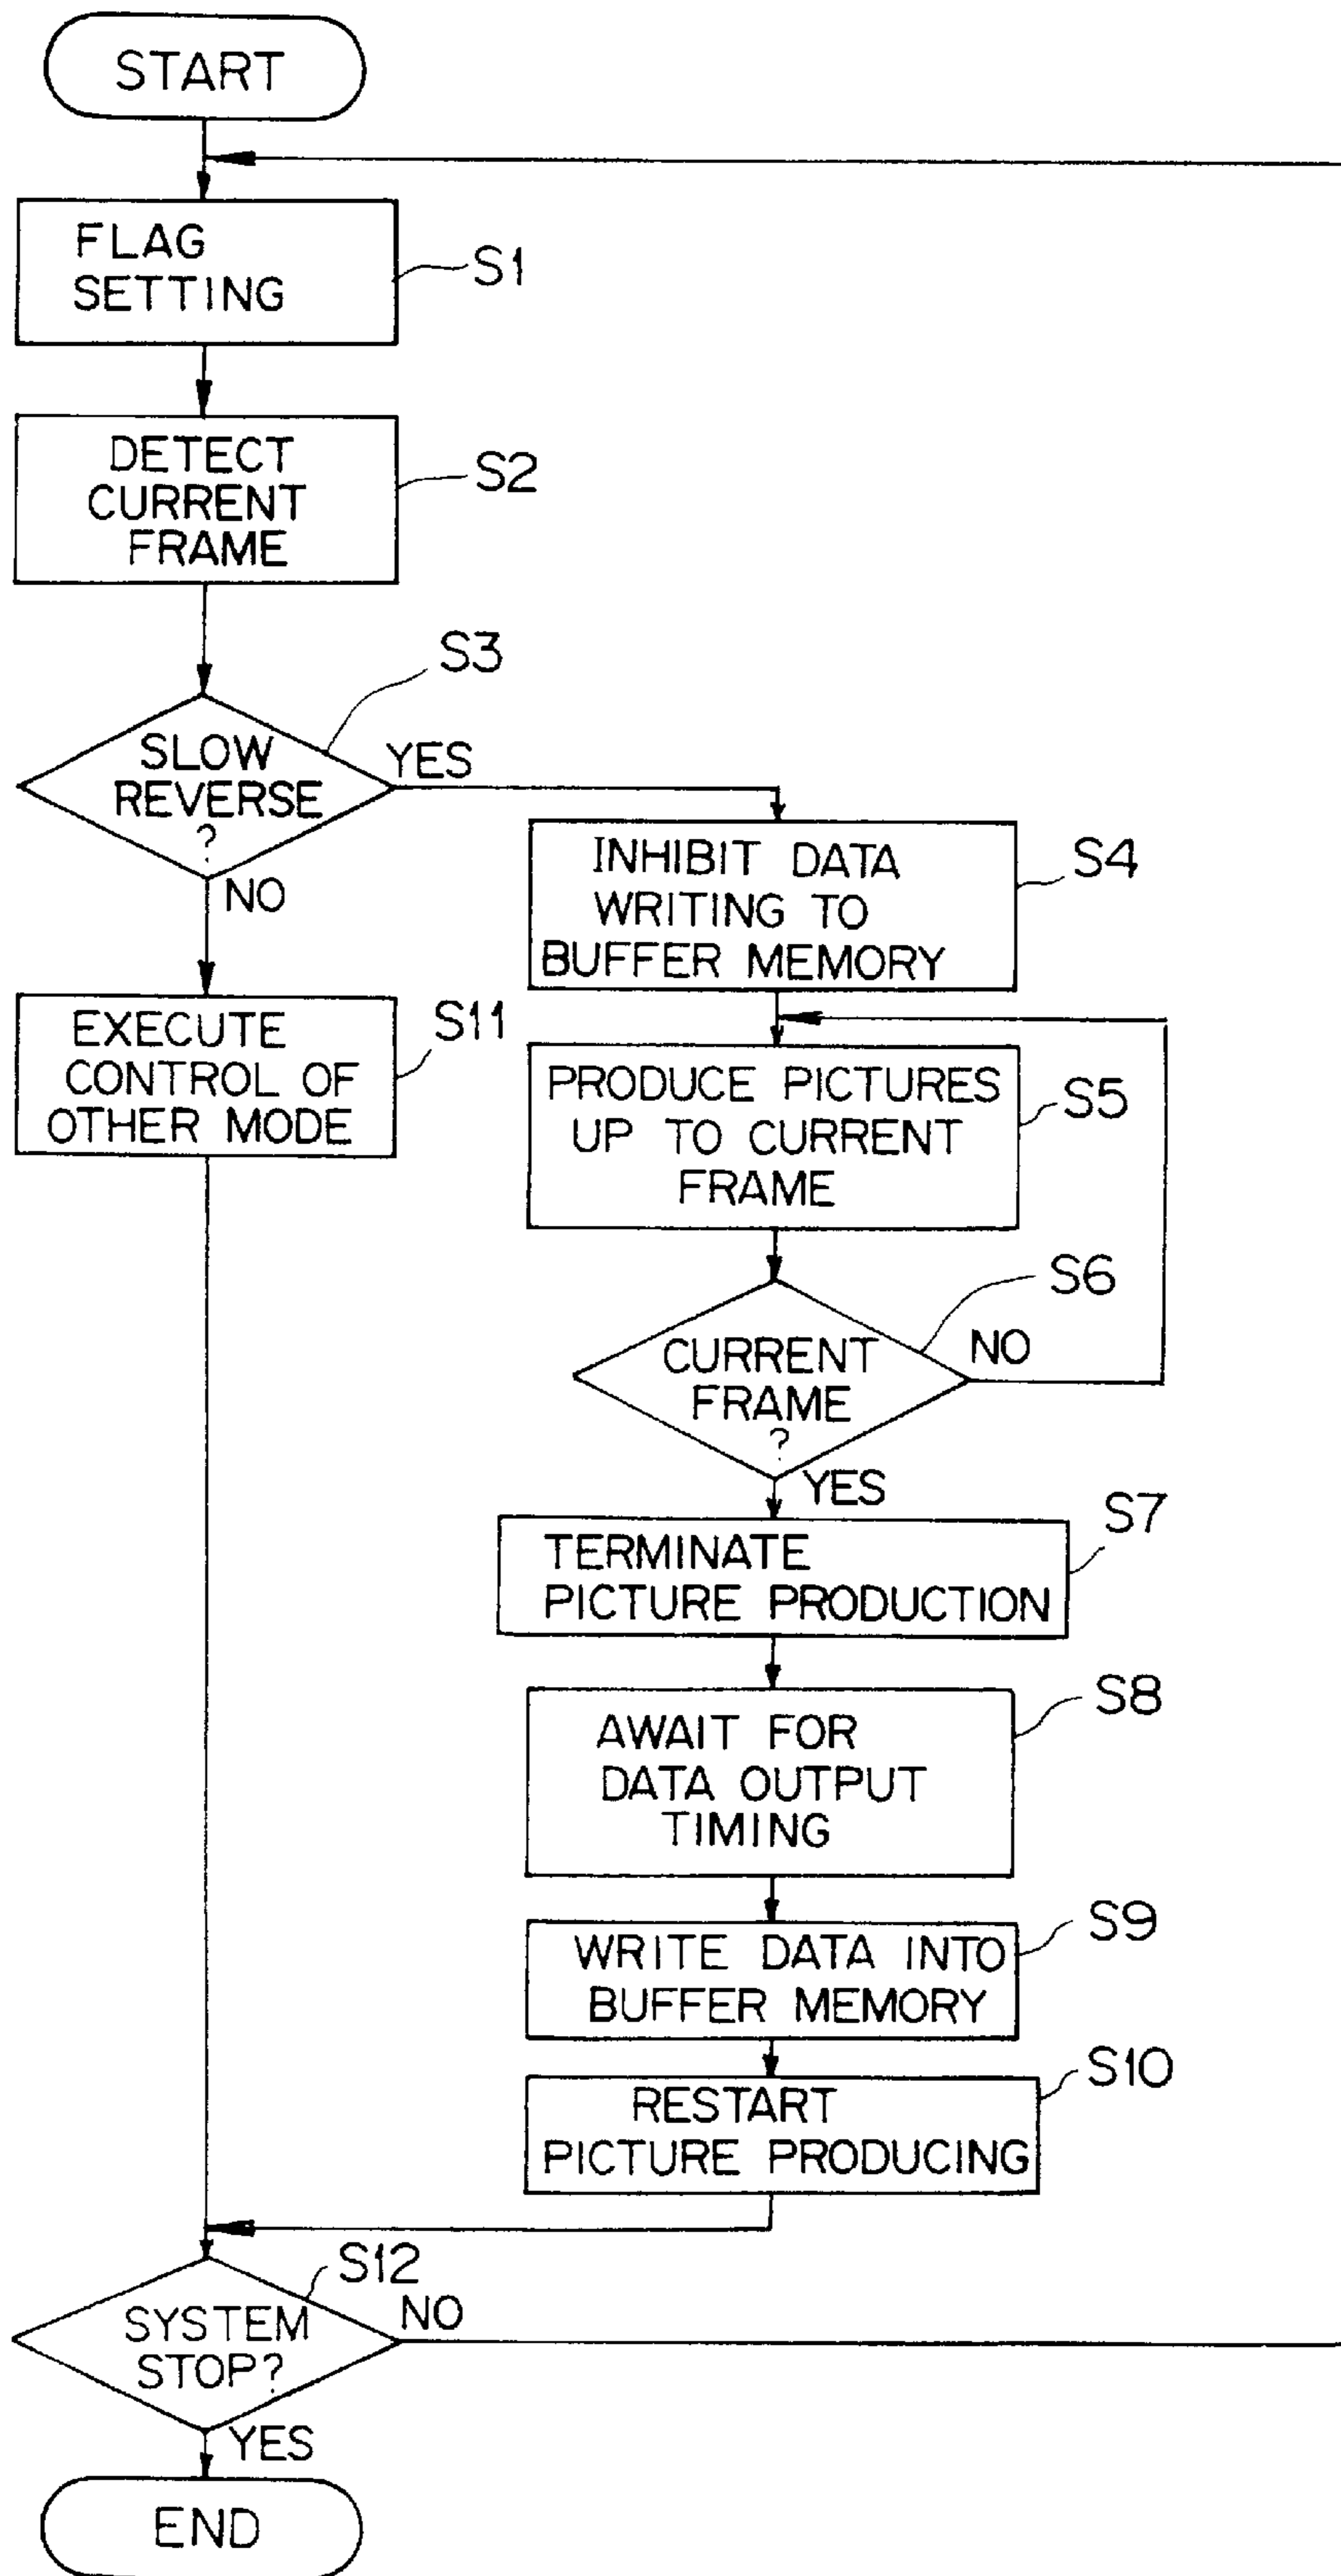 START
FLAG
SETTING
S1
DETECT
CURRENT
FRAME
S2
S3
SLOW
REVERSE
?
YES
NO
INHIBIT DATA
WRITING TO
BUFFER MEMORY
S4
EXECUTE
CONTROL OF
OTHER MODE
S11
PRODUCE PICTURES
UP TO CURRENT
FRAME
S5
S6
CURRENT
FRAME
?
NO
YES
TERMINATE
PICTURE PRODUCTION
S7
AWAIT FOR
DATA OUTPUT
TIMING
S8
WRITE DATA INTO
BUFFER MEMORY
S9
RESTART
PICTURE PRODUCING
S10
S12
SYSTEM
STOP?
NO
YES
END